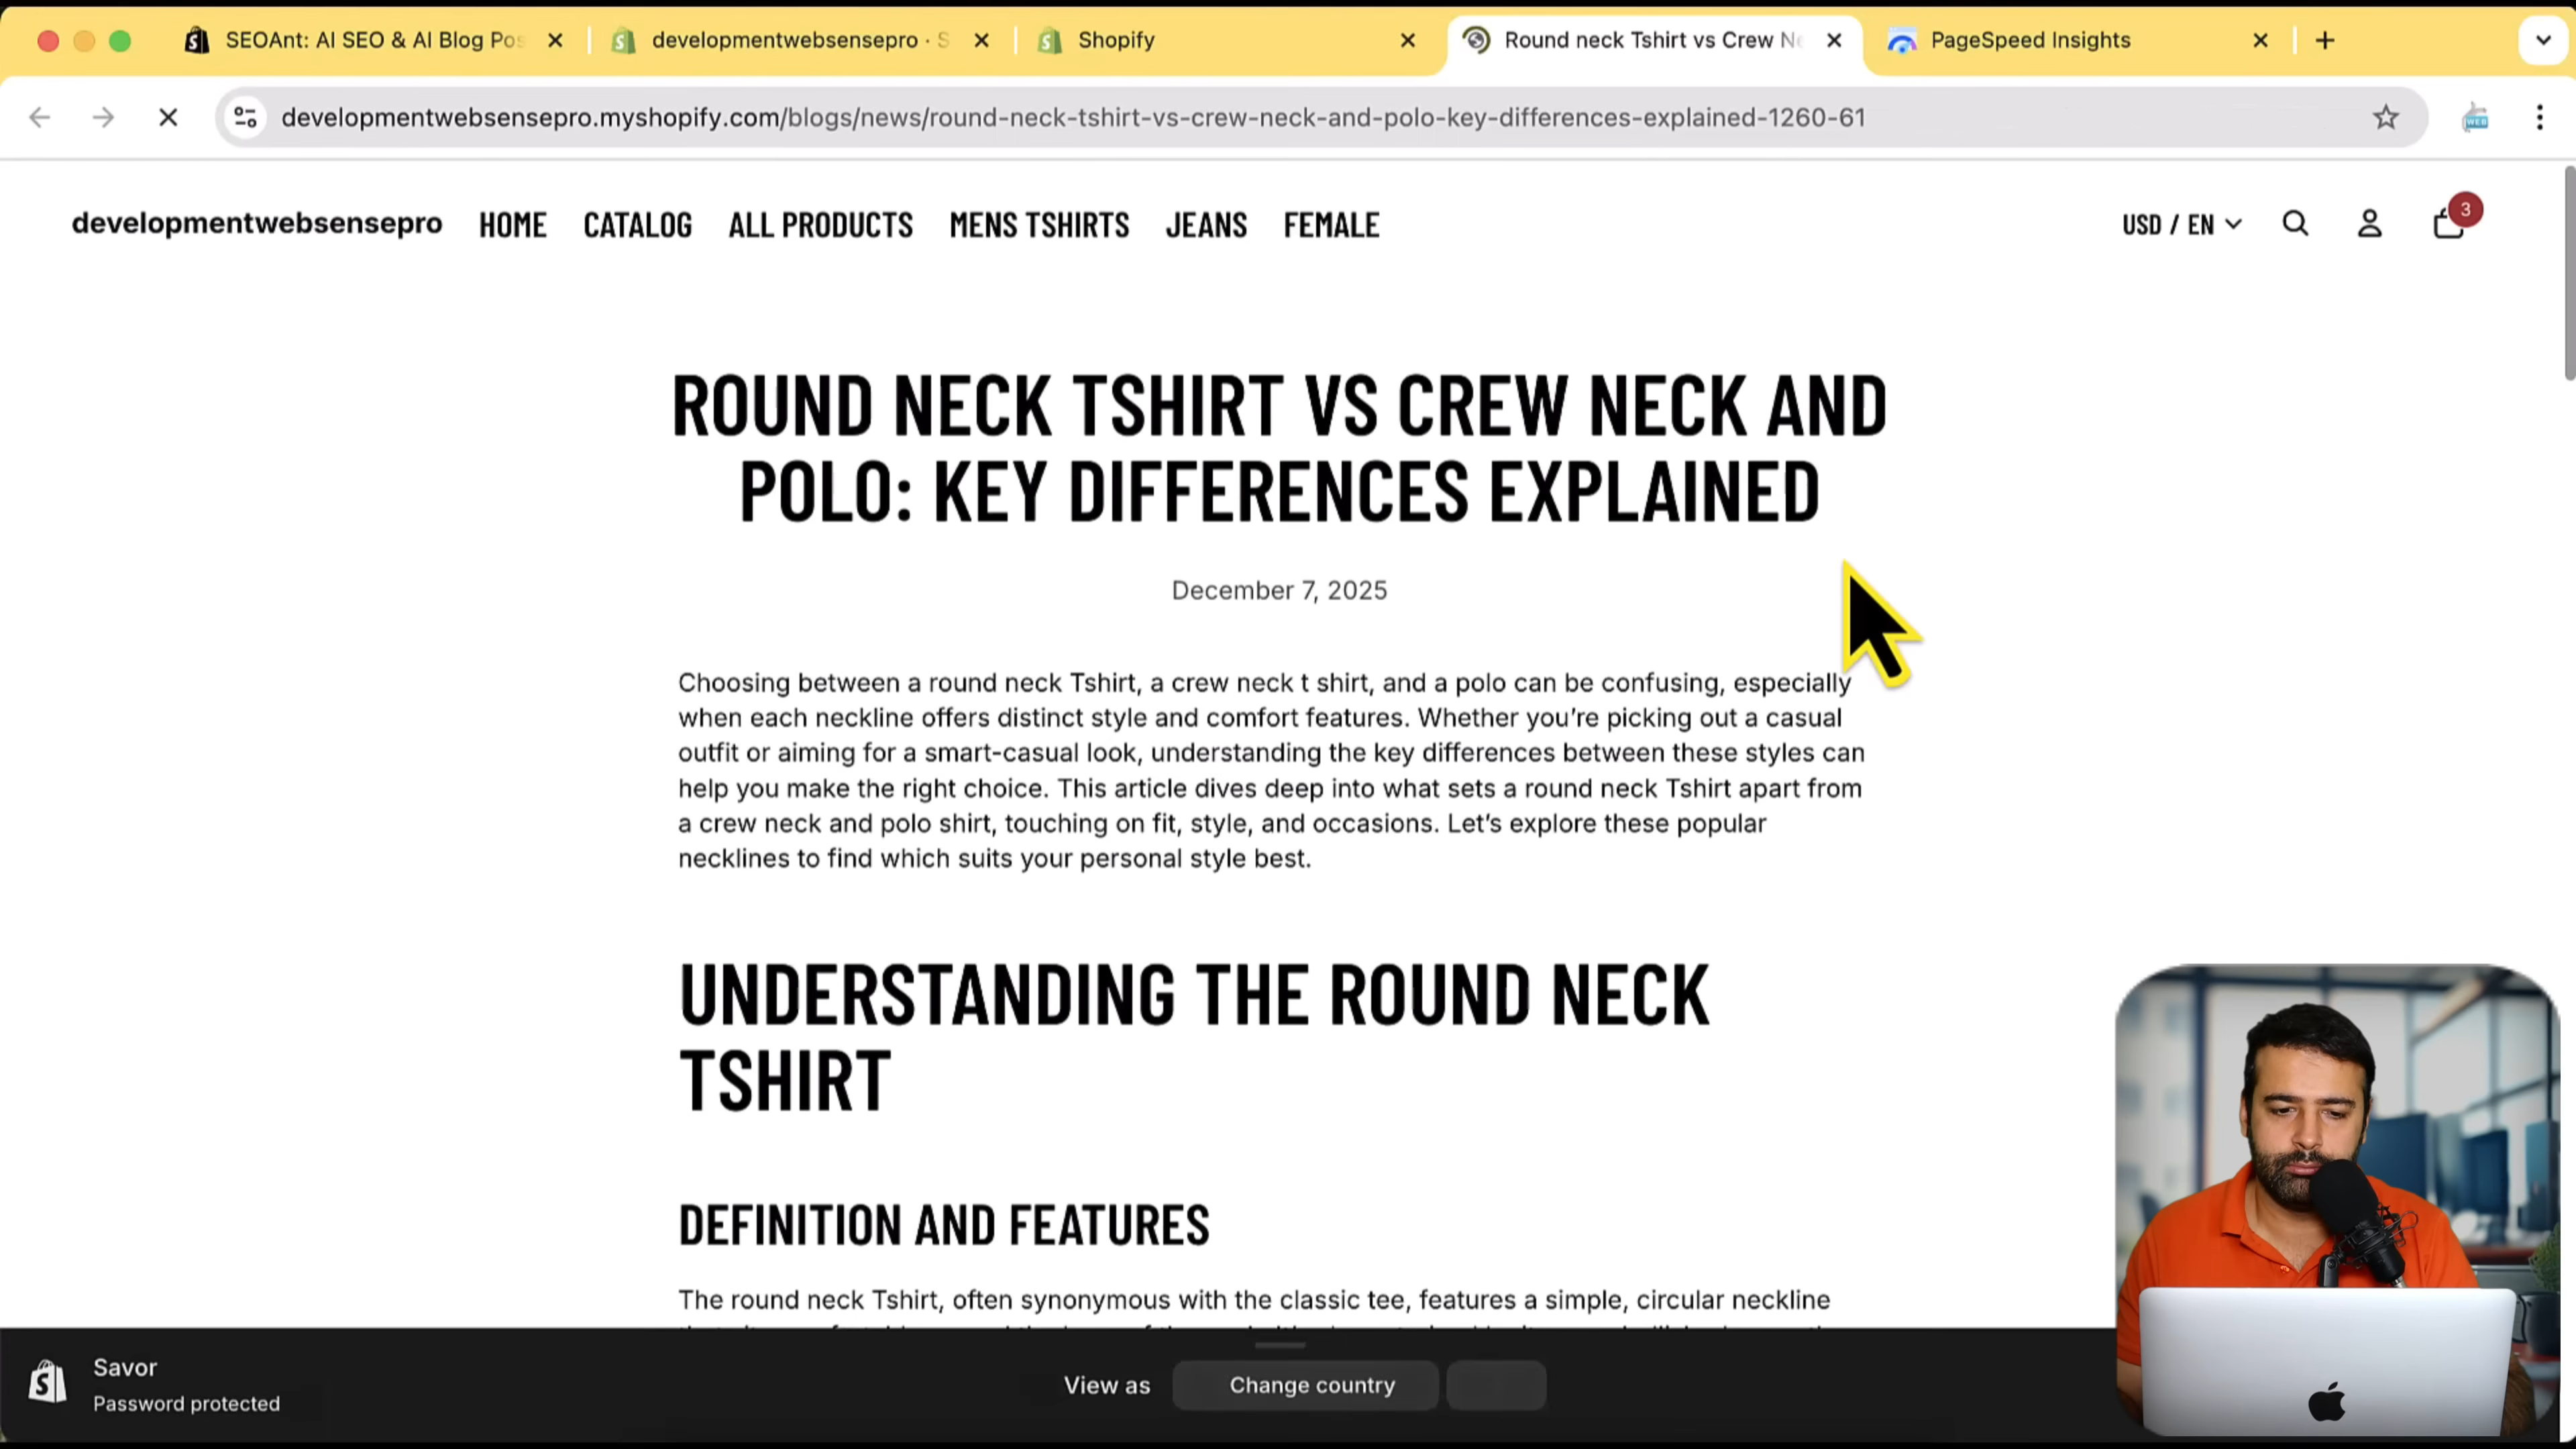 SEOAnt: AI SEO & AI Blog Pos
developmentwebsensepro · S
Shopify
Round neck Tshirt vs Crew Ne
PageSpeed Insights
developmentwebsensepro.myshopify.com/blogs/news/round-neck-tshirt-vs-crew-neck-and-polo-key-differences-explained-1260-61
WEB
developmentwebsensepro HOME CATALOG ALL PRODUCTS MENS TSHIRTS JEANS FEMALE
USD / EN
3
ROUND NECK TSHIRT VS CREW NECK AND
POLO: KEY DIFFERENCES EXPLAINED
December 7, 2025
Choosing between a round neck Tshirt, a crew neck t shirt, and a polo can be confusing, especially
when each neckline offers distinct style and comfort features. Whether you’re picking out a casual
outfit or aiming for a smart-casual look, understanding the key differences between these styles can
help you make the right choice. This article dives deep into what sets a round neck Tshirt apart from
a crew neck and polo shirt, touching on fit, style, and occasions. Let’s explore these popular
necklines to find which suits your personal style best.
UNDERSTANDING THE ROUND NECK
TSHIRT
DEFINITION AND FEATURES
The round neck Tshirt, often synonymous with the classic tee, features a simple, circular neckline
Savor
Password protected
View as
Change country